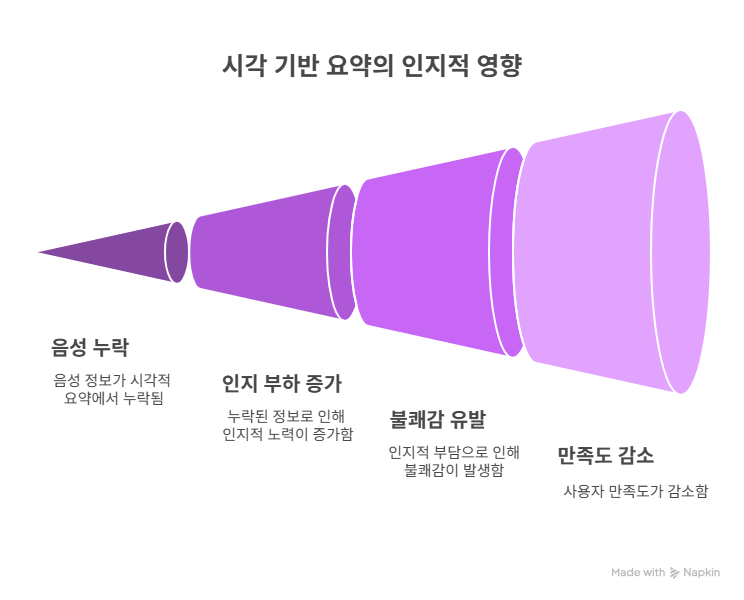 시각 기반 요약의 인지적 영향
음성 누락
음성 정보가 시각적
요약에서 누락됨
인지 부하 증가
누락된 정보로 인해
인지적 노력이 증가함
불쾌감 유발
인지적 부담으로 인해
불쾌감이 발생함
만족도 감소
사용자 만족도가 감소함
Made with Napkin